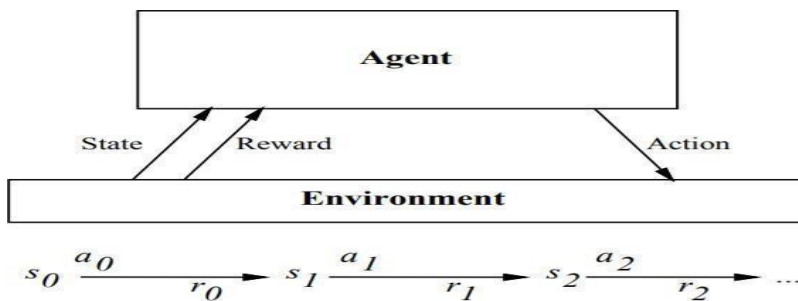 Agent
State Reward Action
Environment
s0 a0 r0 s1 a1 r1 s2 a2 r2 ...